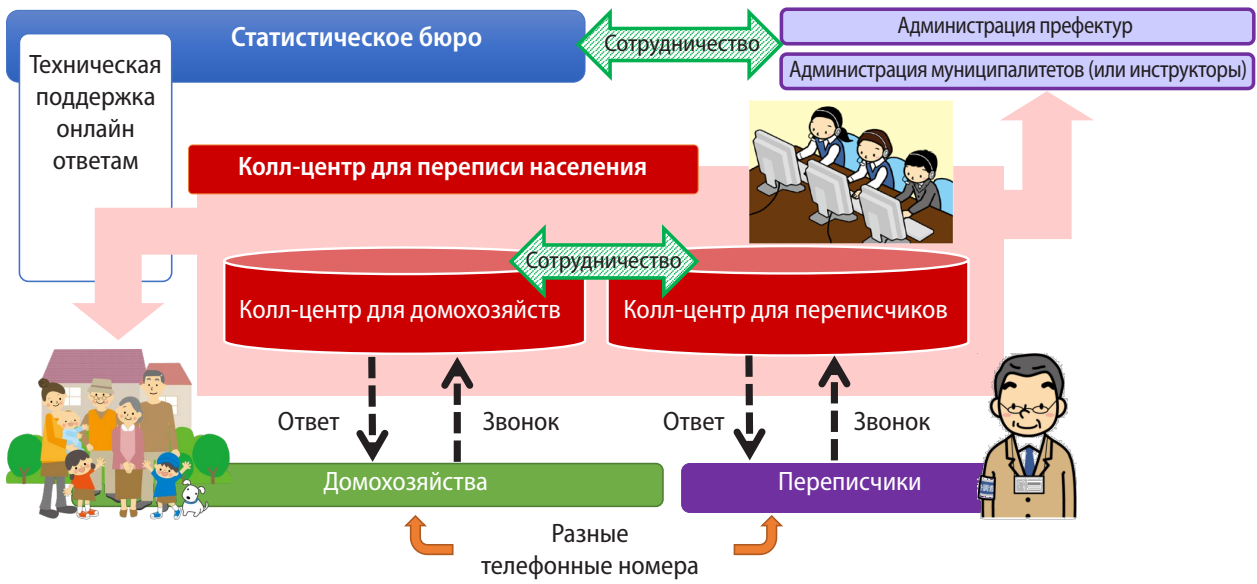 Статистическое бюро
Сотрудничество
Администрация префектур
Администрация муниципалитетов (или инструкторы)
Техническая
поддержка
онлайн
ответам
Колл-центр для переписи населения
Сотрудничество
Колл-центр для домохозяйств
Колл-центр для переписчиков
Ответ
Звонок
Ответ
Звонок
Домохозяйства
Переписчики
Разные
телефонные номера